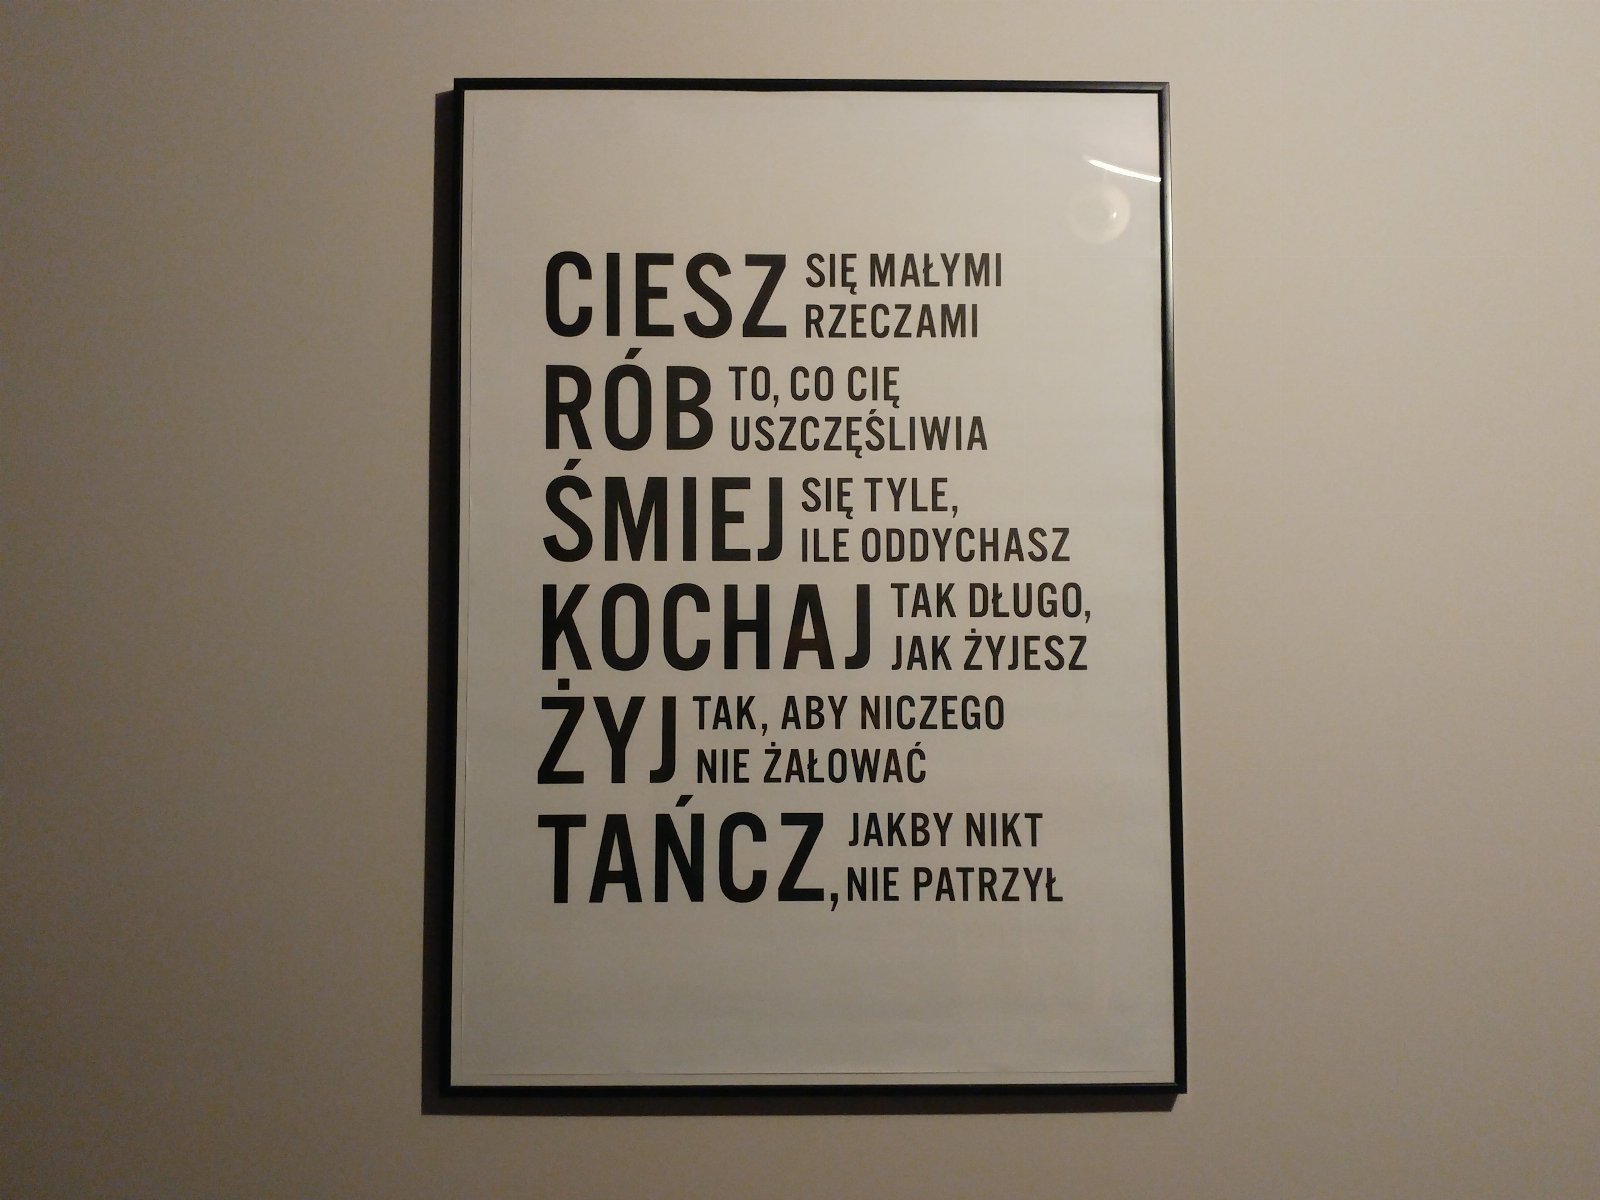 CIESZ SIĘ MAŁYMI
RZECZAMI
RÓB TO, CO CIĘ
USZCZĘŚLIWIA
ŚMIEJ SIĘ TYLE,
ILE ODDYCHASZ
KOCHAJ TAK DŁUGO,
JAK ŻYJESZ
ŻYJ TAK, ABY NICZEGO
NIE ŻAŁOWAĆ
TAŃCZ, JAKBY NIKT
NIE PATRZYŁ